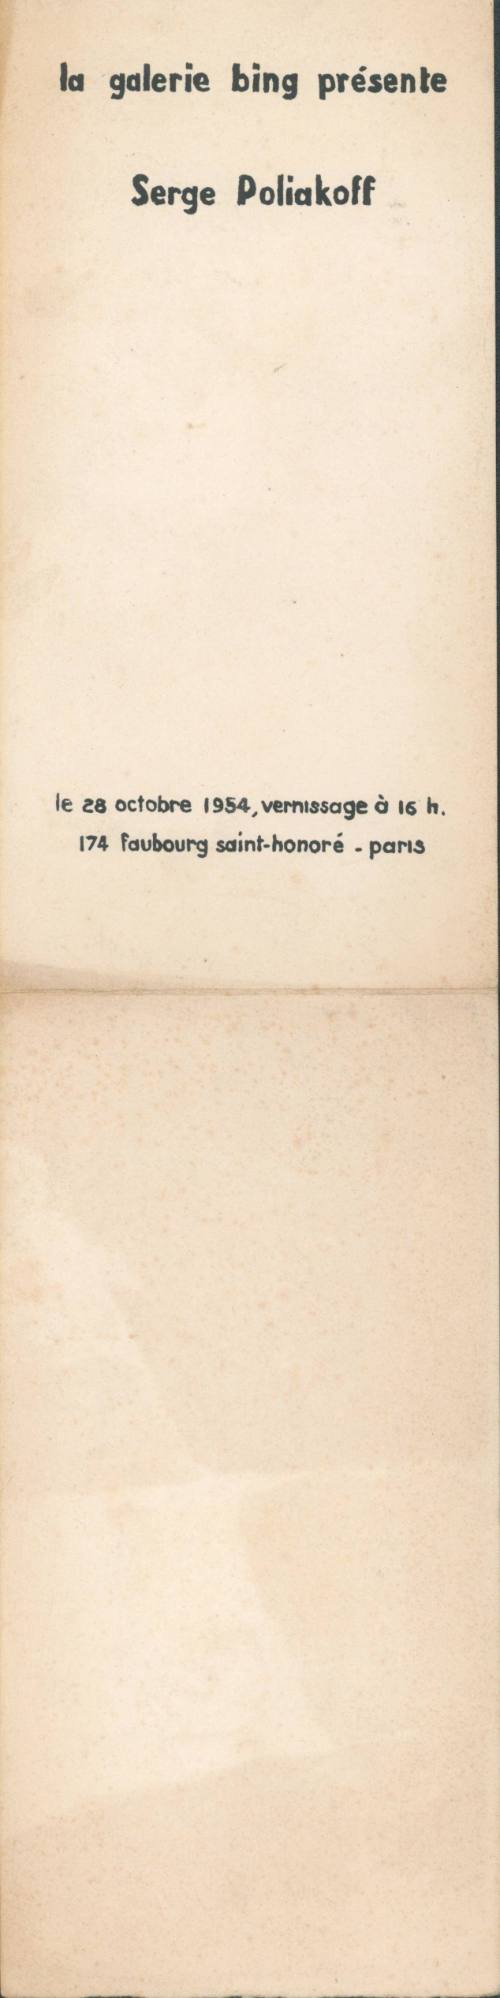 la galerie bing présente
Serge Poliakoff
le 28 octobre 1954, vernissage à 16 h.
174 faubourg saint-honoré - paris